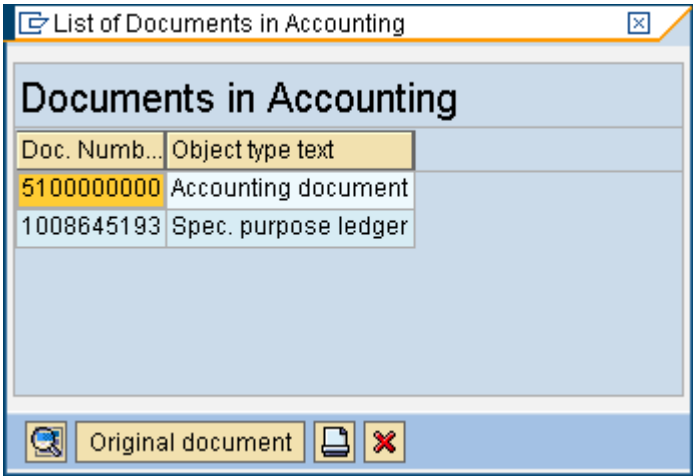 List of Documents in Accounting
Documents in Accounting
Doc. Numb... Object type text
5100000000 Accounting document
1008645193 Spec. purpose ledger
Original document